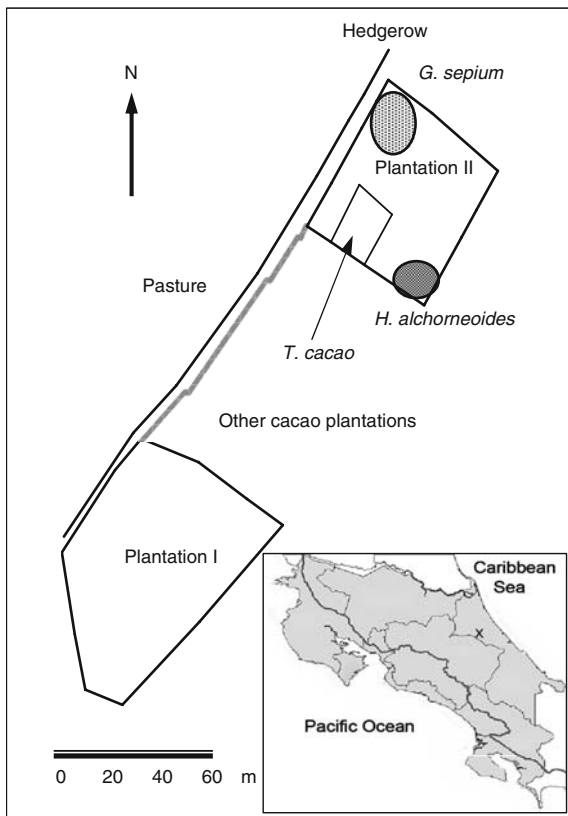 Hedgerow
N
G. sepium
Plantation II
Pasture
H. alchorneoides
T. cacao
Other cacao plantations
Plantation I
Caribbean
Sea
x
Pacific Ocean
0 20 40 60 m